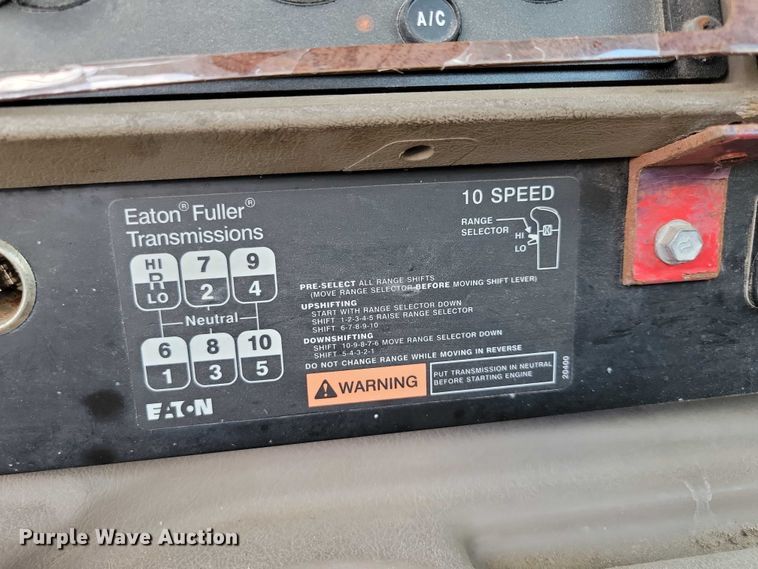 A/C
Eaton® Fuller®
Transmissions
10 SPEED
RANGE
SELECTOR
HI
LO
HI R LO
7 2
9 4
Neutral
6 1
8 3
10 5
PRE-SELECT ALL RANGE SHIFTS
(MOVE RANGE SELECTOR BEFORE MOVING SHIFT LEVER)
UPSHIFTING
START WITH RANGE SELECTOR DOWN
SHIFT 1-2-3-4-5 RAISE RANGE SELECTOR
SHIFT 6-7-8-9-10
DOWNSHIFTING
SHIFT 10-9-8-7-6 MOVE RANGE SELECTOR DOWN
SHIFT 5-4-3-2-1
DO NOT CHANGE RANGE WHILE MOVING IN REVERSE
WARNING
PUT TRANSMISSION IN NEUTRAL
BEFORE STARTING ENGINE
20490
EATON
Purple Wave Auction